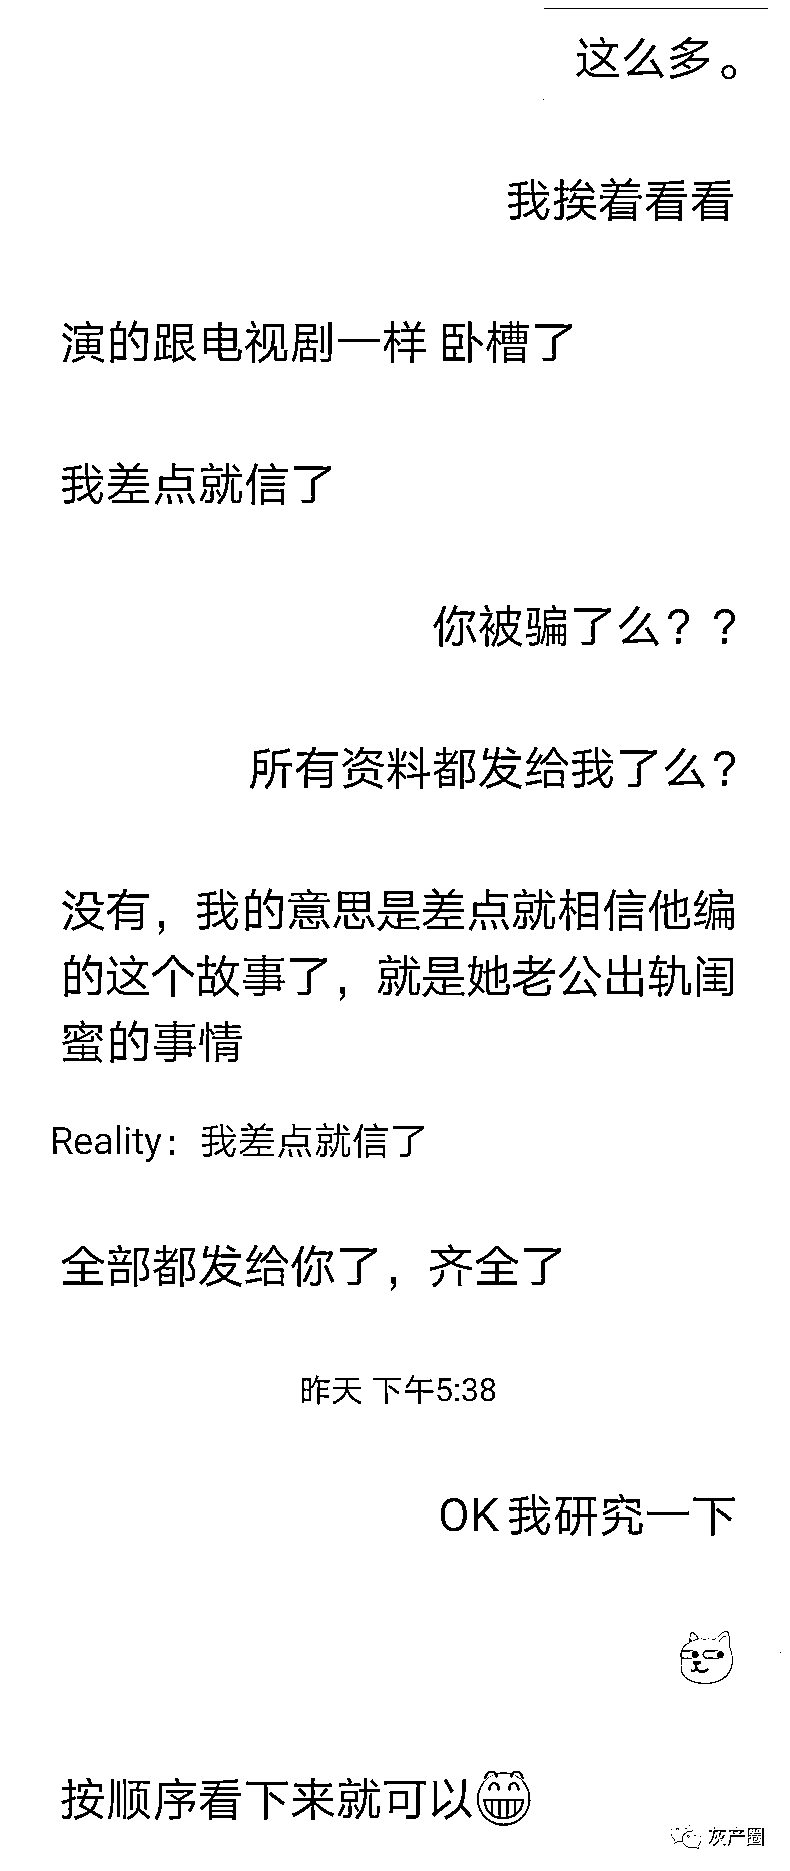 这么多。
我挨着看看
演的跟电视剧一样 卧槽了
我差点就信了
你被骗了么？？
所有资料都发给我了么？
没有，我的意思是差点就相信他编
的这个故事了，就是她老公出轨闺
蜜的事情
Reality：我差点就信了
全部都发给你了，齐全了
昨天 下午5:38
OK 我研究一下
按顺序看下来就可以
灰产圈